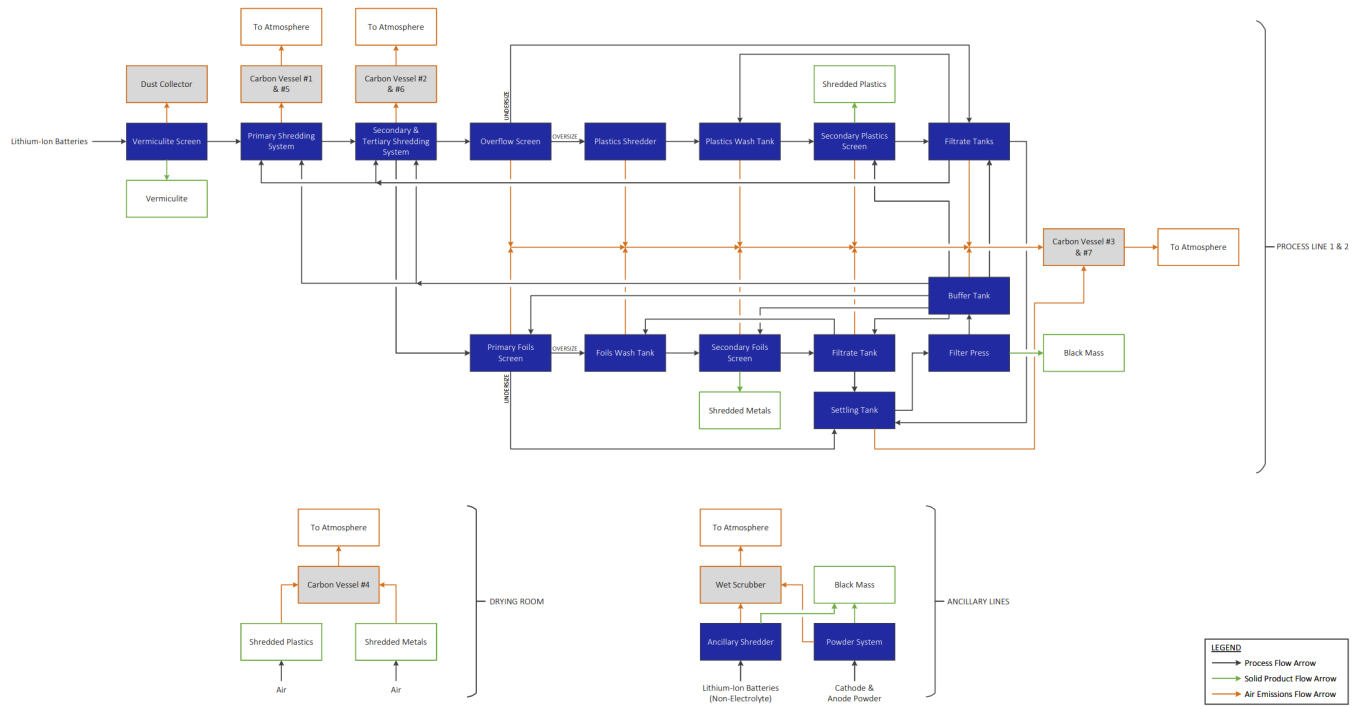 To Atmosphere
To Atmosphere
Dust Collector
Carbon Vessel #1
& #5
Carbon Vessel #2
& #6
Shredded Plastics
UNDERSIZE
Lithium-Ion Batteries
Vermiculite Screen
Primary Shredding
System
Secondary &
Tertiary Shredding
System
Overflow Screen
OVERSIZE
Plastics Shredder
Plastics Wash Tank
Secondary Plastics
Screen
Filtrate Tanks
Vermiculite
Carbon Vessel #3
& #7
To Atmosphere
PROCESS LINE 1 & 2
Buffer Tank
Primary Foils
Screen
OVERSIZE
Foils Wash Tank
Secondary Foils
Screen
Filtrate Tank
Filter Press
Black Mass
UNDERSIZE
Shredded Metals
Settling Tank
To Atmosphere
Carbon Vessel #4
Shredded Plastics
Shredded Metals
Air
Air
DRYING ROOM
To Atmosphere
Wet Scrubber
Black Mass
Ancillary Shredder
Powder System
Lithium-Ion Batteries
(Non-Electrolyte)
Cathode &
Anode Powder
ANCILLARY LINES
LEGEND
Process Flow Arrow
Solid Product Flow Arrow
Air Emissions Flow Arrow